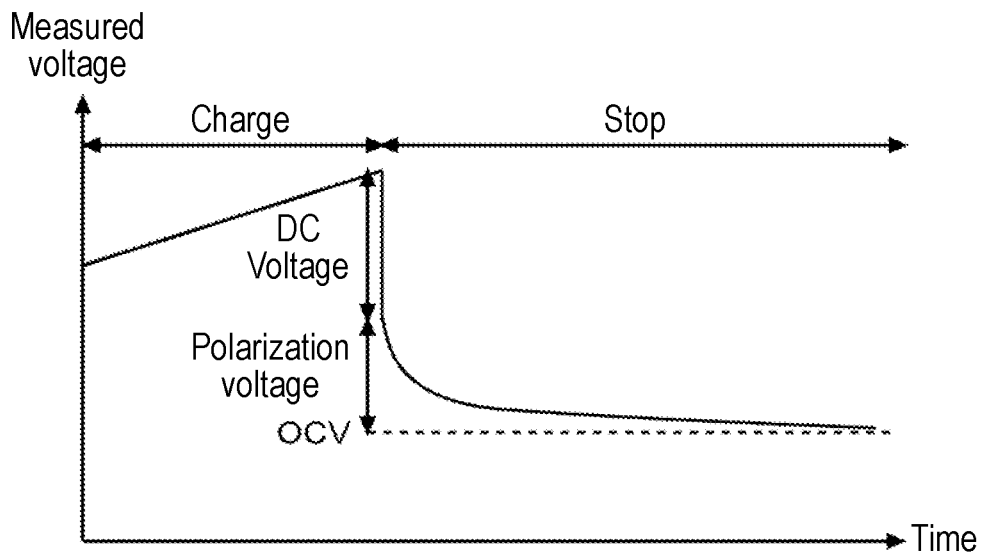 Measured
voltage
Charge
Stop
DC
Voltage
Polarization
voltage
OCV
Time